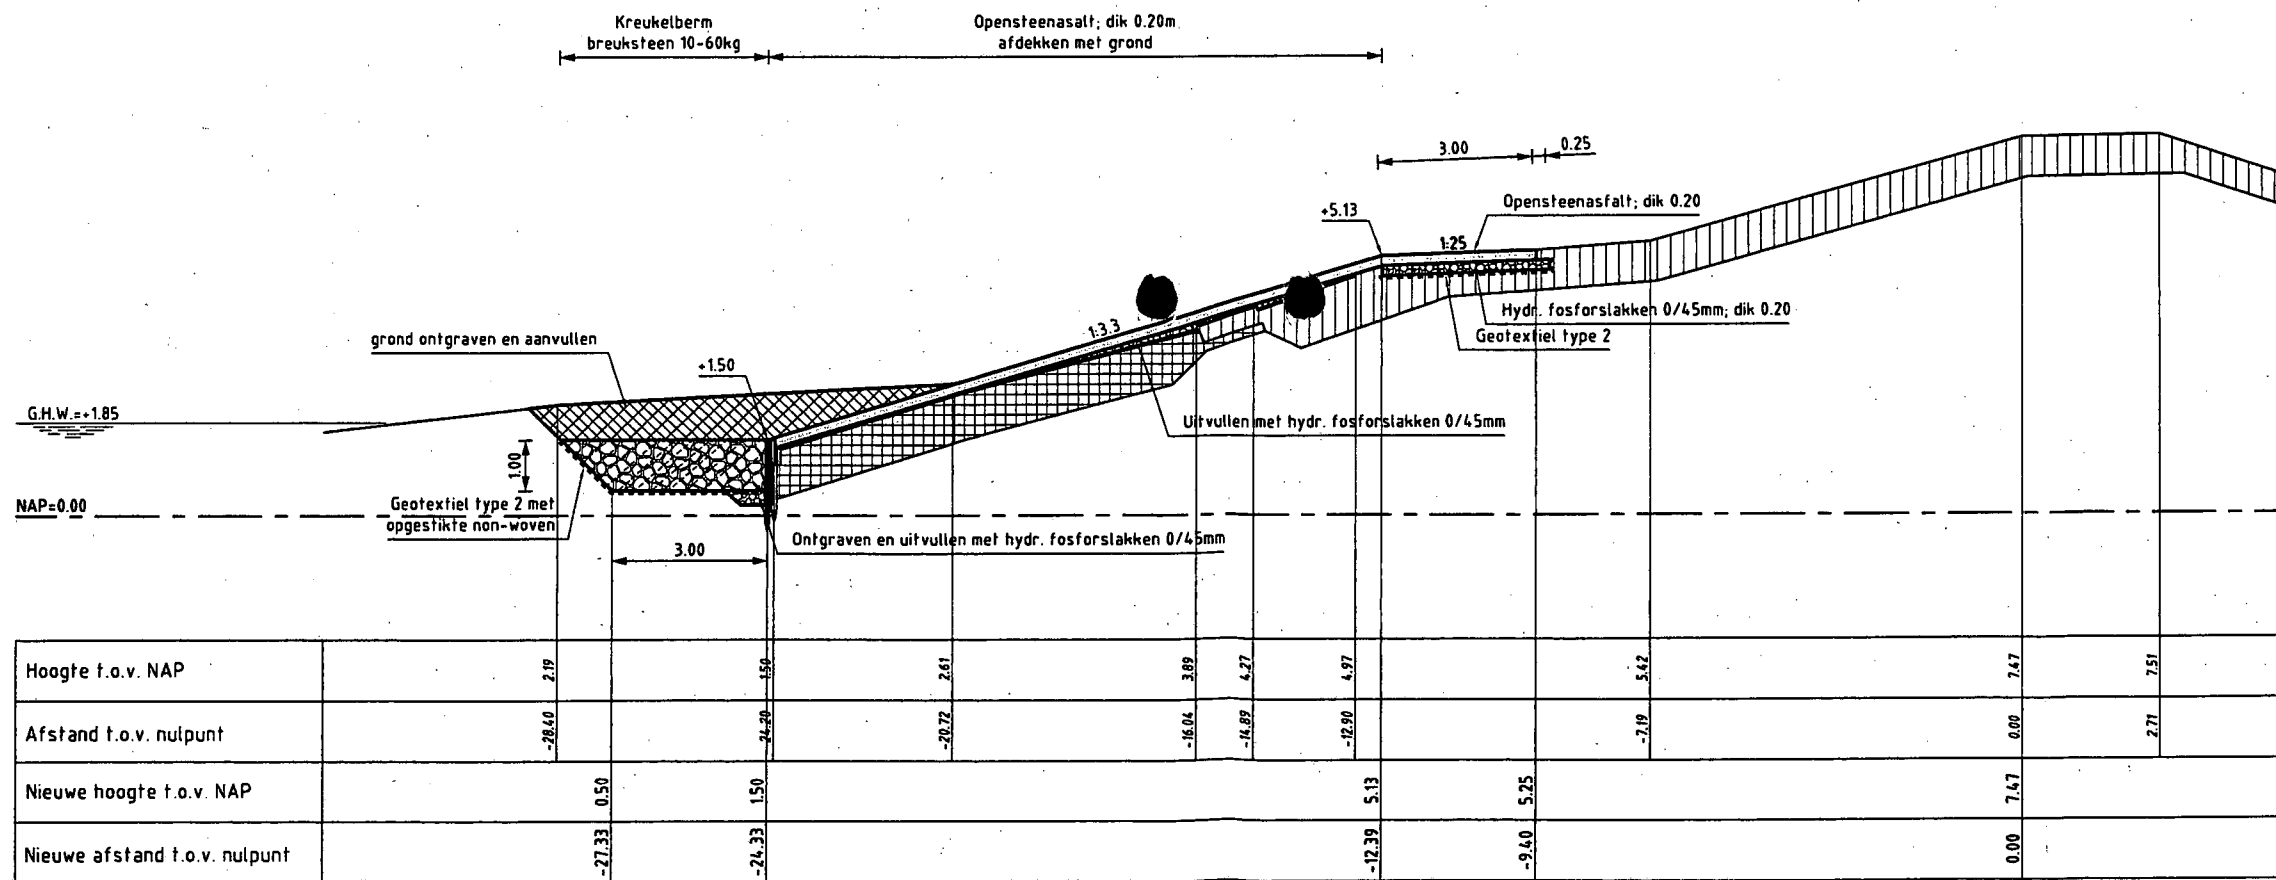 Kreukelberm
breuksteen 10-60kg
Opensteenasalt; dik 0.20m
afdekken met grond
3.00
0.25
+5.13
Opensteenasfalt; dik 0.20
1:25
1:3.3
Hydr. fosforslakken 0/45mm; dik 0.20
Geotextiel type 2
grond ontgraven en aanvullen
+1.50
G.H.W.=+1.85
Uitvullen met hydr. fosforslakken 0/45mm
1.00
NAP=0.00
Geotextiel type 2 met
opgestikte non-woven
Ontgraven en uitvullen met hydr. fosforslakken 0/45mm
3.00
Hoogte t.o.v. NAP 2.19 1.50 2.61 3.89 4.27 4.97 5.42 7.47 7.51
Afstand t.o.v. nulpunt -28.40 24.20 -20.72 -16.04 -14.89 -12.90 -7.19 0.00 2.71
Nieuwe hoogte t.o.v. NAP 0.50 1.50 5.13 5.25 7.47
Nieuwe afstand t.o.v. nulpunt -27.33 -24.33 -12.39 -9.40 0.00